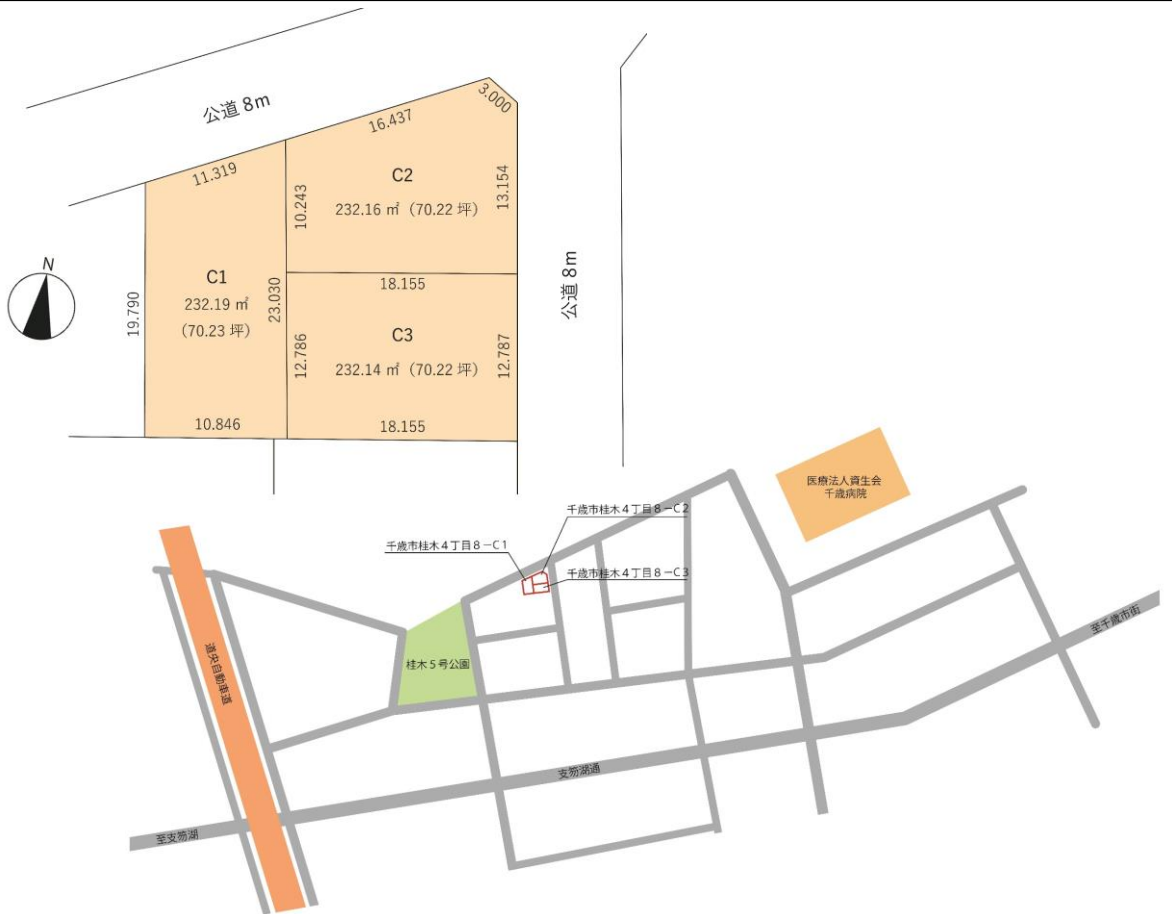 公道 8m
3.000
16.437
11.319
C2
232.16 ㎡（70.22 坪）
10.243
13.154
N
C1
232.19 ㎡
（70.23 坪）
19.790
23.030
18.155
公道 8m
C3
232.14 ㎡（70.22 坪）
12.786
12.787
10.846
18.155
医療法人資生会
千歳病院
千歳市桂木４丁目８－C２
千歳市桂木４丁目８－C１
千歳市桂木４丁目８－C３
至千歳市街
道央自動車道
桂木５号公園
支笏湖通
至支笏湖